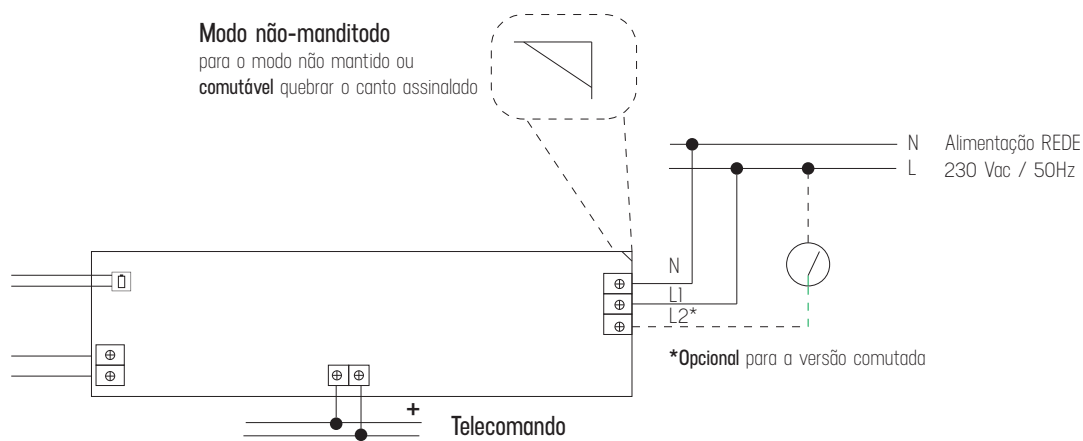 Modo não-manditodo
para o modo não mantido ou
comutável quebrar o canto assinalado
N Alimentação REDE
L 230 Vac / 50Hz
N
L1
L2*
*Opcional para a versão comutada
+
Telecomando